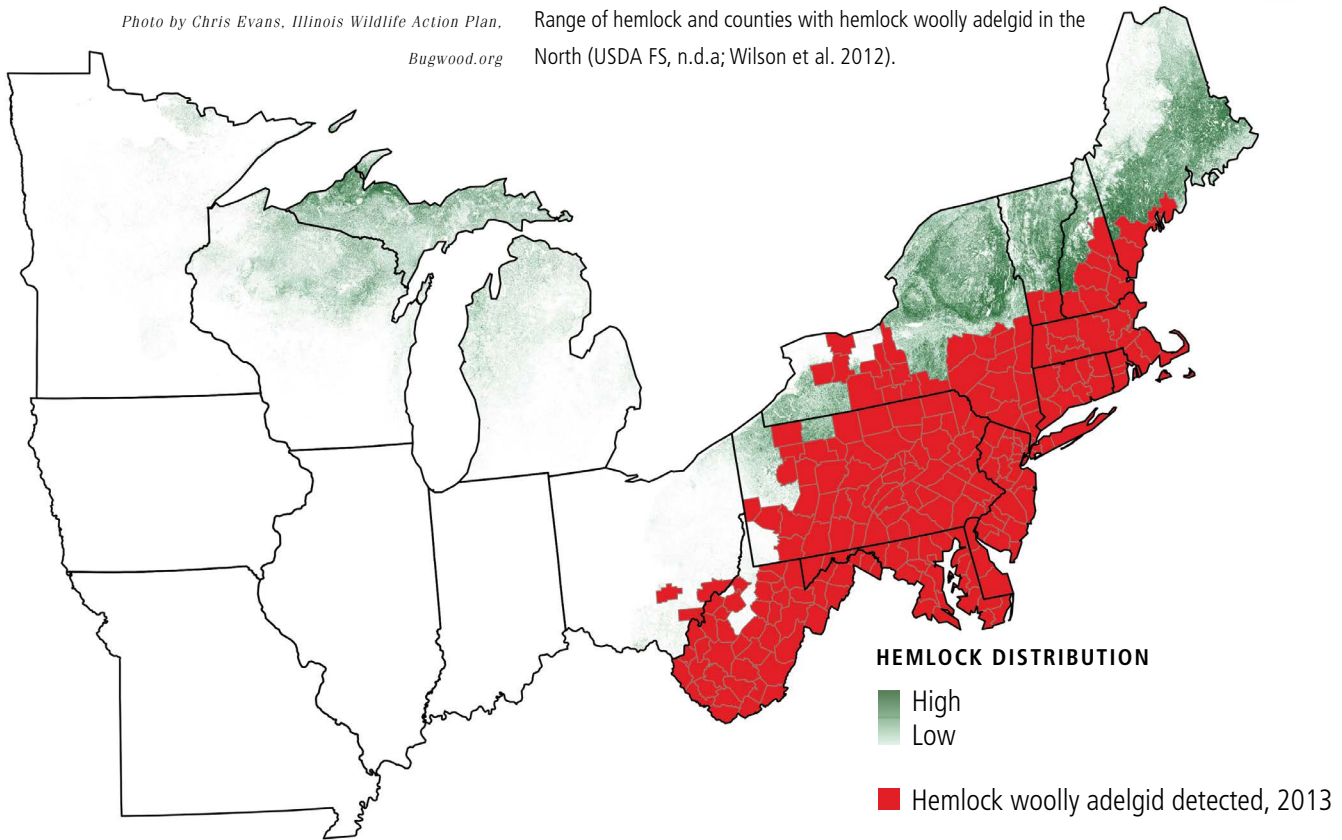 Photo by Chris Evans, Illinois Wildlife Action Plan,
Bugwood.org
Range of hemlock and counties with hemlock woolly adelgid in the
North (USDA FS, n.d.a; Wilson et al. 2012).
HEMLOCK DISTRIBUTION
High
Low
Hemlock woolly adelgid detected, 2013